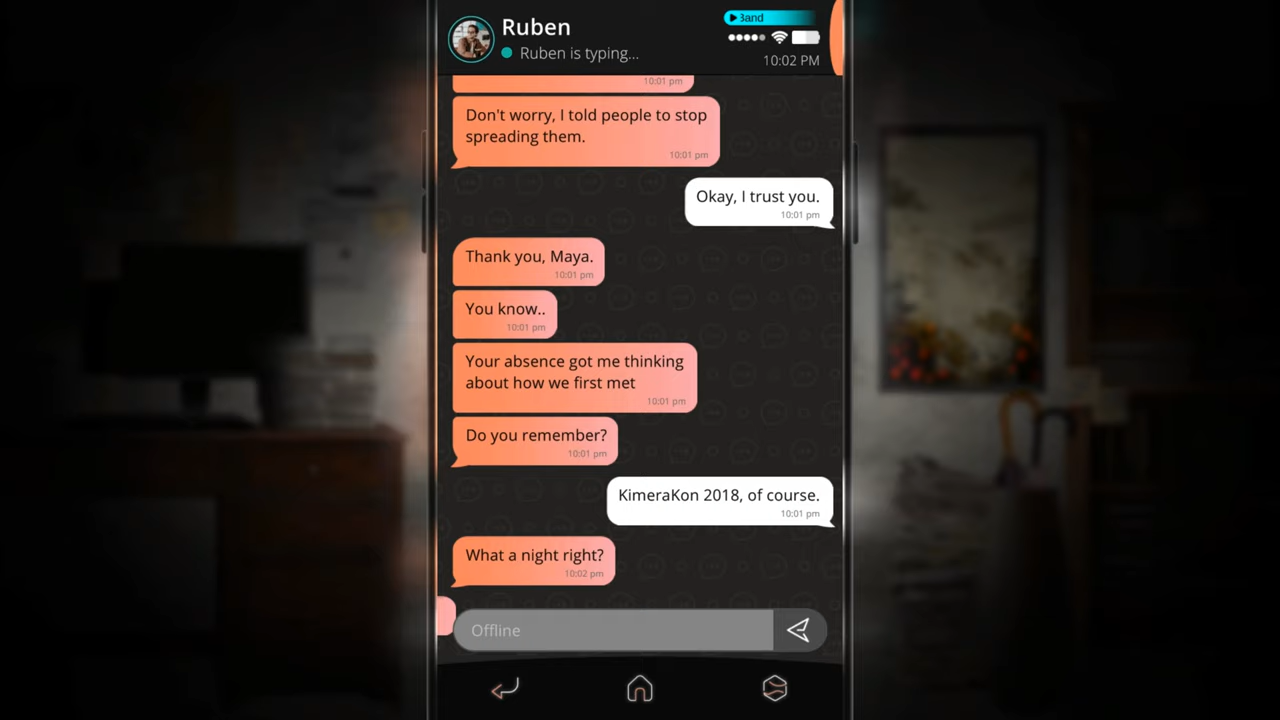 Ruben
Band
Ruben is typing...
10:02 PM
10:01 pm
Don't worry, I told people to stop
spreading them.
10:01 pm
Okay, I trust you.
10:01 pm
Thank you, Maya.
10:01 pm
You know..
10:01 pm
Your absence got me thinking
about how we first met
10:01 pm
Do you remember?
10:01 pm
KimeraKon 2018, of course.
10:01 pm
What a night right?
10:02 pm
Offline